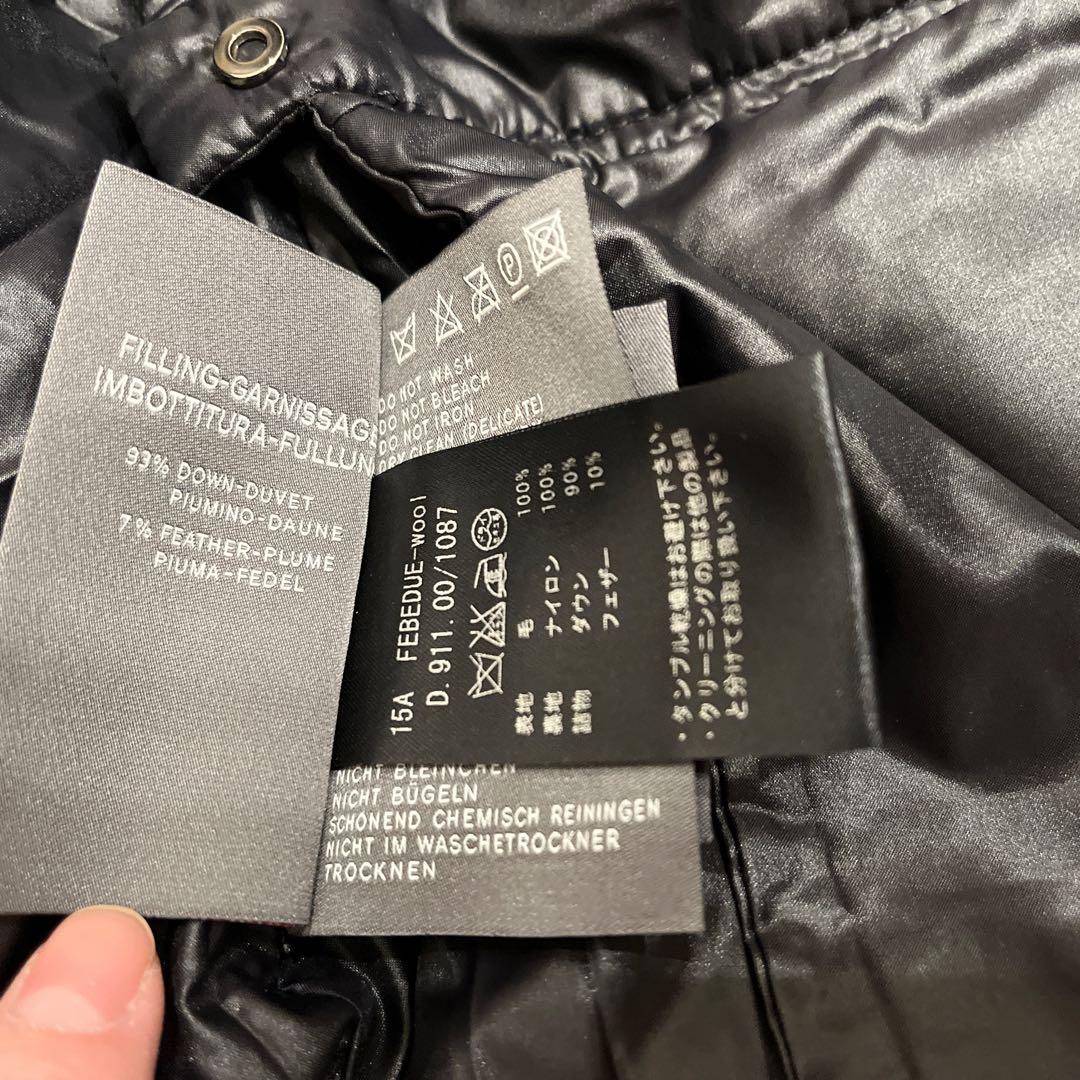 FILLING-GARNISSAGE
IMBOTTITURA-FULLUN
93% DOWN-DUVET
PIUMINO-DAUNE
7% FEATHER-PLUME
PIUMA-FEDEL
DO NOT WASH
DO NOT BLEACH
DO NOT IRON
DRY CLEAN (DELICATE)
15A FEBEDUE-wool
D.911.00/1087
表地 毛 100%
裏地 ナイロン 100%
詰物 ダウン 90%
フェザー 10%
・タンブル乾燥はお避け下さい。
・クリーニングの際は他の製品
と分けてお取り扱い下さい。
NICHT BLEICHEN
NICHT BÜGELN
SCHONEND CHEMISCH REININGEN
NICHT IM WASCHETROCKNER
TROCKNEN